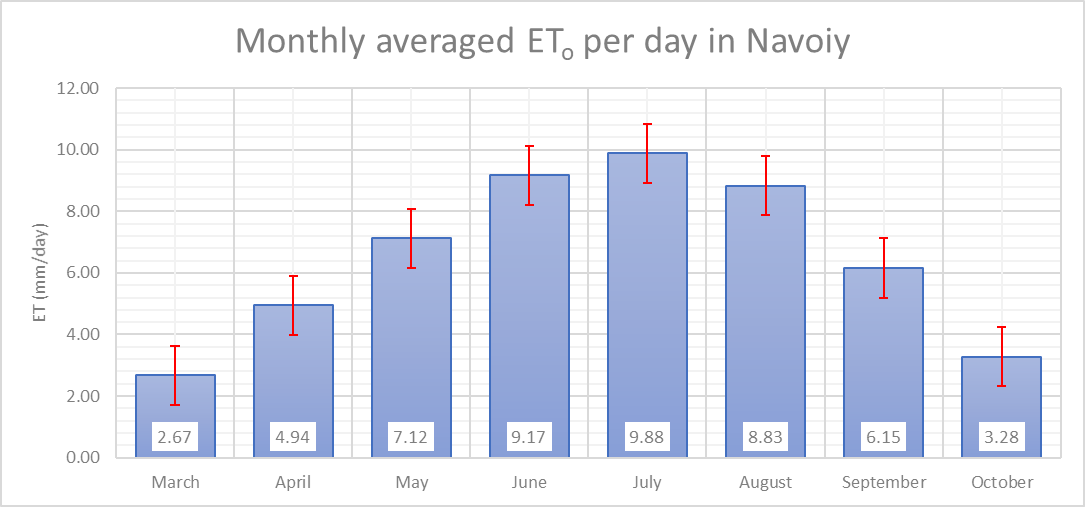 Monthly averaged ETo per day in Navoiy
12.00
10.00
8.00
6.00
4.00
2.00
0.00
ET (mm/day)
2.67 4.94 7.12 9.17 9.88 8.83 6.15 3.28
March April May June July August September October